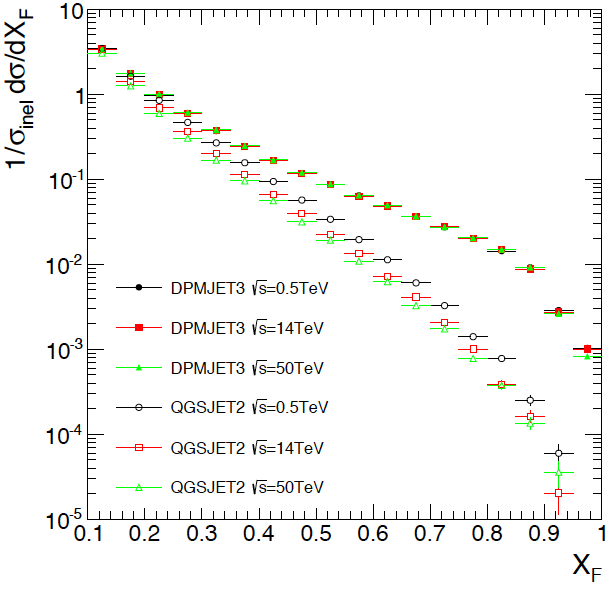 1/σinel dσ/dXF
10
1
10-1
10-2
10-3
10-4
10-5
DPMJET3 √s=0.5TeV
DPMJET3 √s=14TeV
DPMJET3 √s=50TeV
QGSJET2 √s=0.5TeV
QGSJET2 √s=14TeV
QGSJET2 √s=50TeV
0.1 0.2 0.3 0.4 0.5 0.6 0.7 0.8 0.9 1
XF